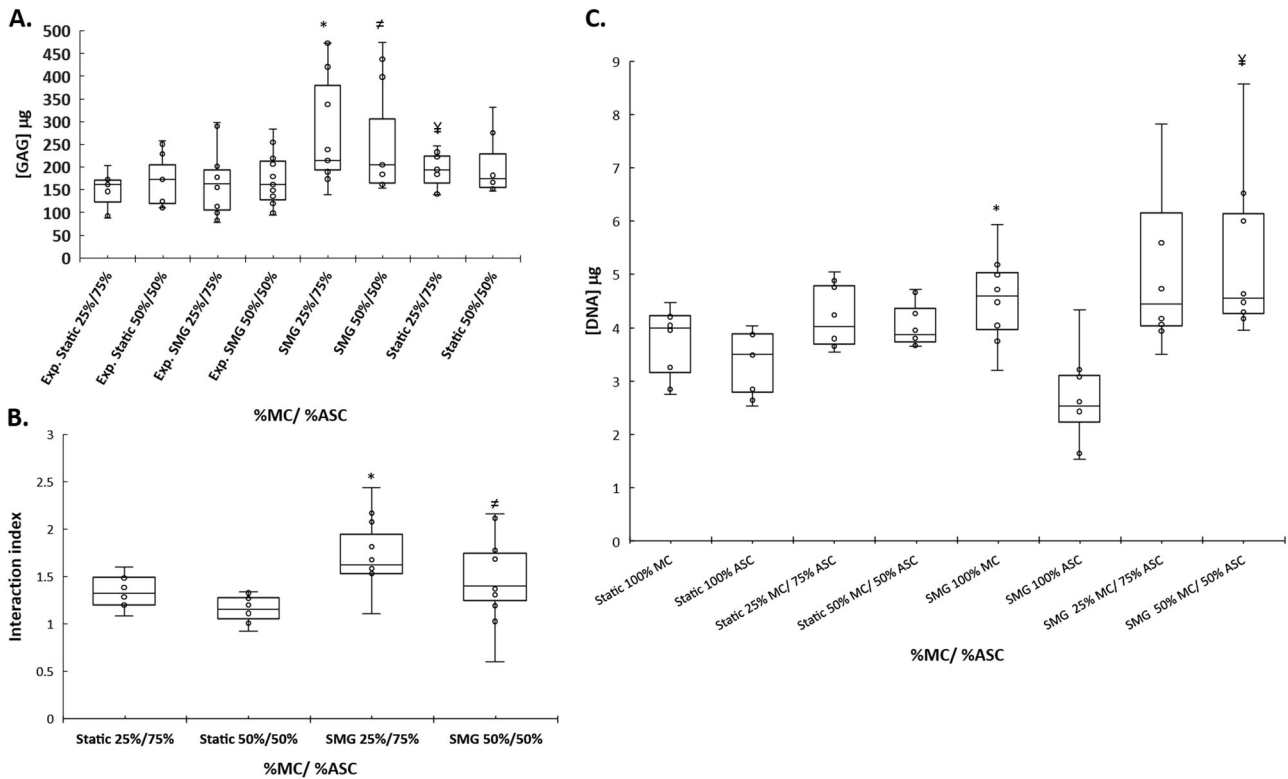 A.
*
≠
500
450
400
350
300
250
200
150
100
50
0
[GAG] µg
Exp. Static 25%/75%
Exp. Static 50%/50%
Exp. SMG 25%/75%
Exp. SMG 50%/50%
SMG 25%/75%
SMG 50%/50%
Static 25%/75%
Static 50%/50%
%MC/ %ASC
B.
3
2.5
2
1.5
1
0.5
0
Interaction index
*
≠
Static 25%/75%
Static 50%/50%
SMG 25%/75%
SMG 50%/50%
%MC/ %ASC
C.
9
8
7
6
5
4
3
2
1
0
[DNA] µg
*
Static 100% MC
Static 100% ASC
Static 25% MC/ 75% ASC
Static 50% MC/ 50% ASC
SMG 100% MC
SMG 100% ASC
SMG 25% MC/ 75% ASC
SMG 50% MC/ 50% ASC
%MC/ %ASC